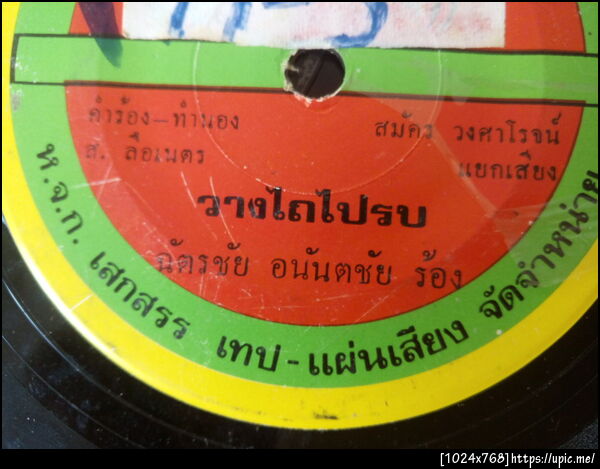 คำร้อง-ทำนอง
ส. ลือเนตร
สมัคร วงศาโรจน์
แยกเสียง
วางไถไปรบ
ฉัตรชัย อนันตชัย ร้อง
ห.จ.ก. เสกสรร เทป-แผ่นเสียง จัดจำหน่าย
[1024x768]https://upic.me/